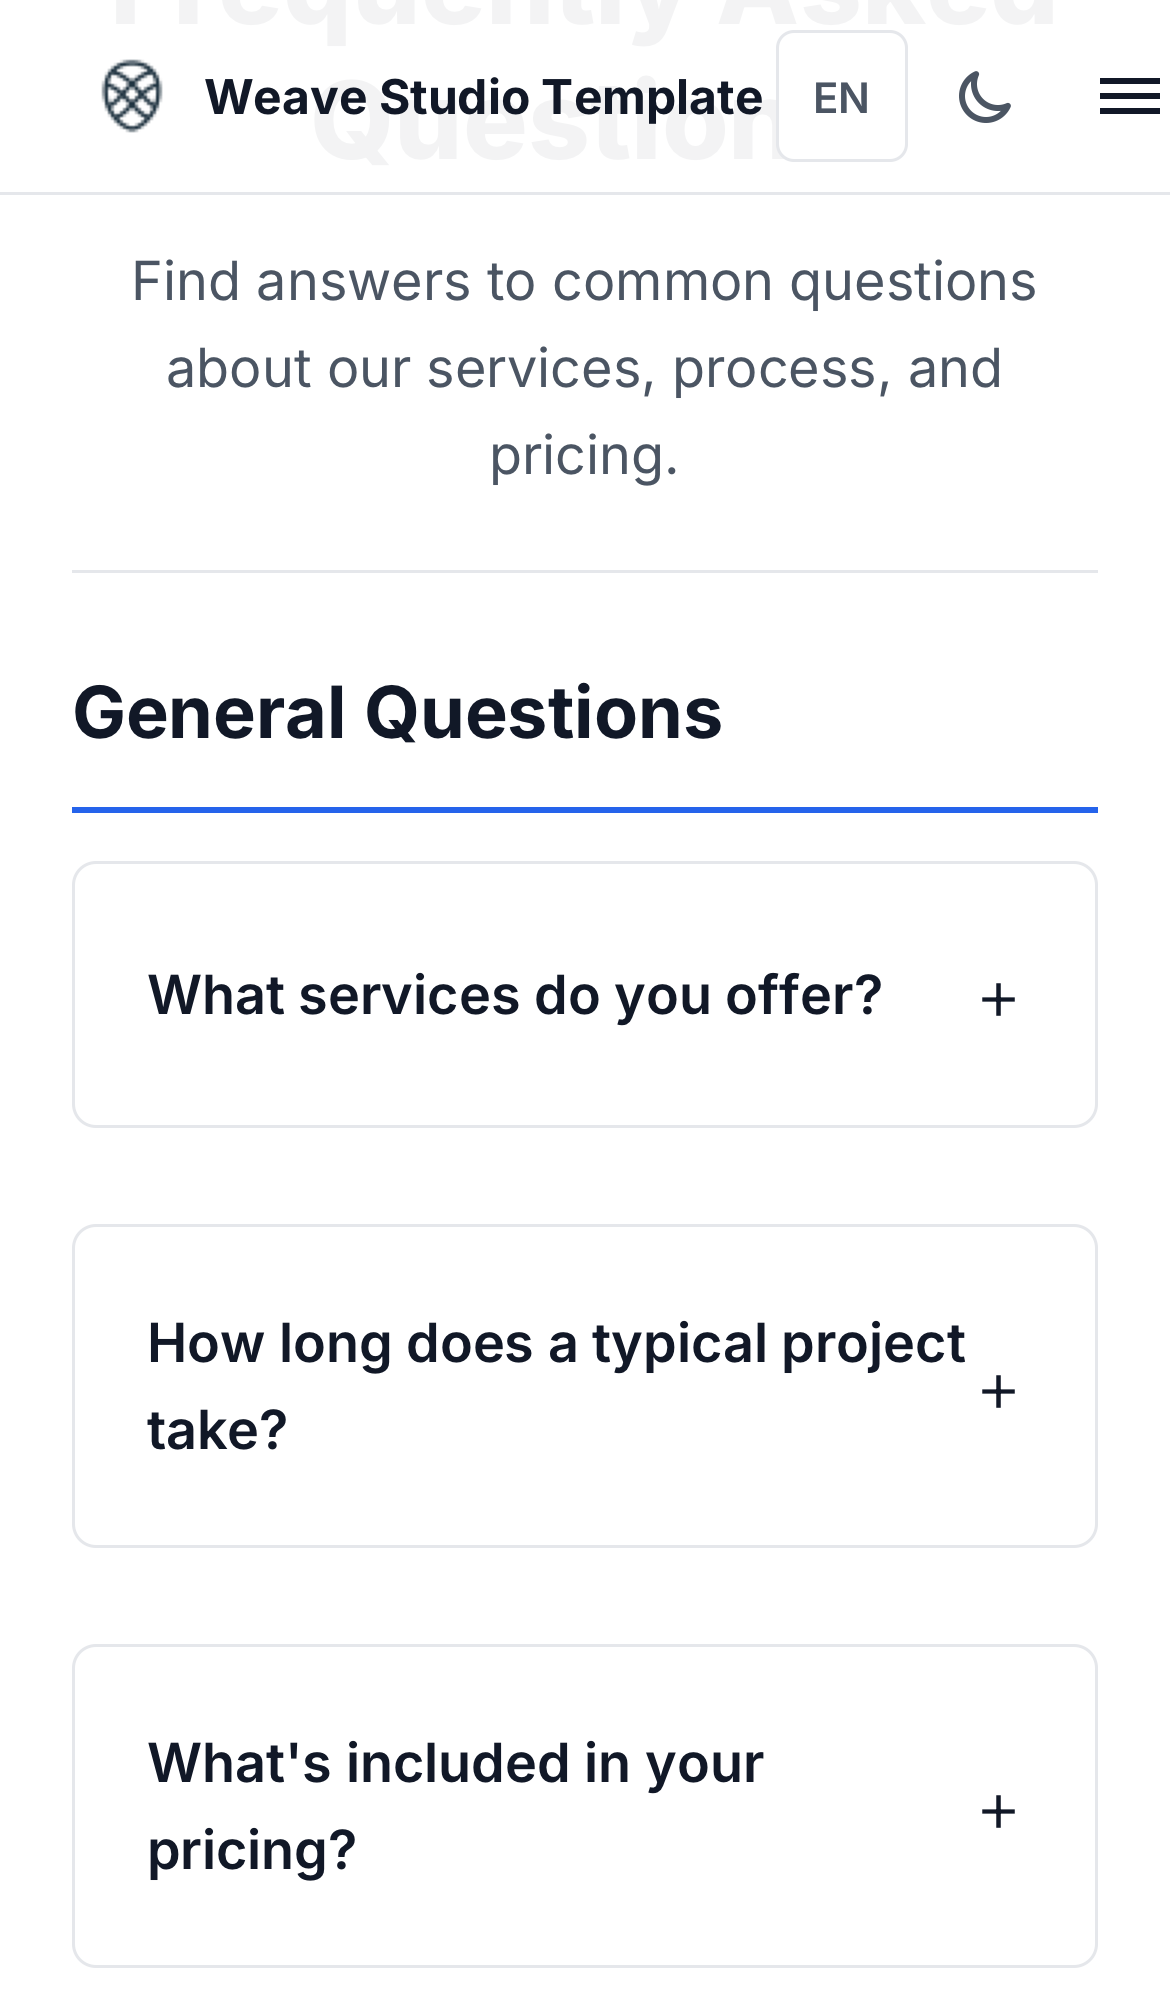 Frequently Asked
Question
Weave Studio Template
EN
Find answers to common questions
about our services, process, and
pricing.
General Questions
What services do you offer?
+
How long does a typical project
take?
+
What's included in your
pricing?
+